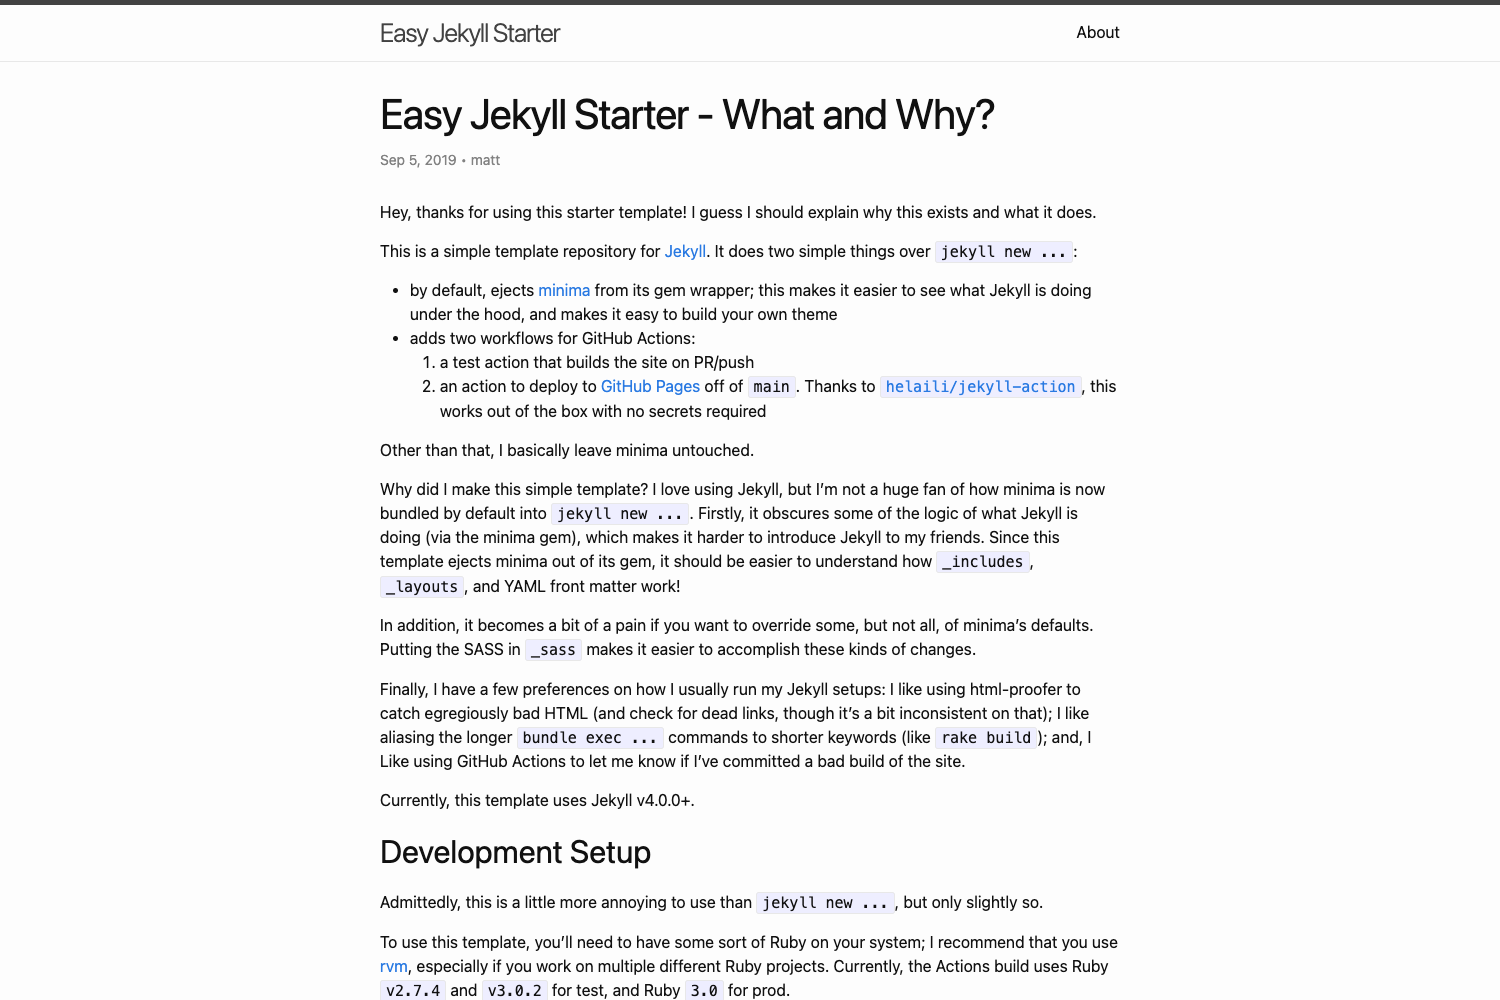 Easy Jekyll Starter
About
Easy Jekyll Starter - What and Why?
Sep 5, 2019 • matt
Hey, thanks for using this starter template! I guess I should explain why this exists and what it does.
This is a simple template repository for Jekyll. It does two simple things over jekyll new ... :
• by default, ejects minima from its gem wrapper; this makes it easier to see what Jekyll is doing
under the hood, and makes it easy to build your own theme
• adds two workflows for GitHub Actions:
1. a test action that builds the site on PR/push
2. an action to deploy to GitHub Pages off of main . Thanks to helaili/jekyll-action , this
works out of the box with no secrets required
Other than that, I basically leave minima untouched.
Why did I make this simple template? I love using Jekyll, but I’m not a huge fan of how minima is now
bundled by default into jekyll new ... . Firstly, it obscures some of the logic of what Jekyll is
doing (via the minima gem), which makes it harder to introduce Jekyll to my friends. Since this
template ejects minima out of its gem, it should be easier to understand how _includes ,
_layouts , and YAML front matter work!
In addition, it becomes a bit of a pain if you want to override some, but not all, of minima’s defaults.
Putting the SASS in _sass makes it easier to accomplish these kinds of changes.
Finally, I have a few preferences on how I usually run my Jekyll setups: I like using html-proofer to
catch egregiously bad HTML (and check for dead links, though it’s a bit inconsistent on that); I like
aliasing the longer bundle exec ... commands to shorter keywords (like rake build ); and, I
Like using GitHub Actions to let me know if I’ve committed a bad build of the site.
Currently, this template uses Jekyll v4.0.0+.
Development Setup
Admittedly, this is a little more annoying to use than jekyll new ... , but only slightly so.
To use this template, you’ll need to have some sort of Ruby on your system; I recommend that you use
rvm, especially if you work on multiple different Ruby projects. Currently, the Actions build uses Ruby
v2.7.4 and v3.0.2 for test, and Ruby 3.0 for prod.